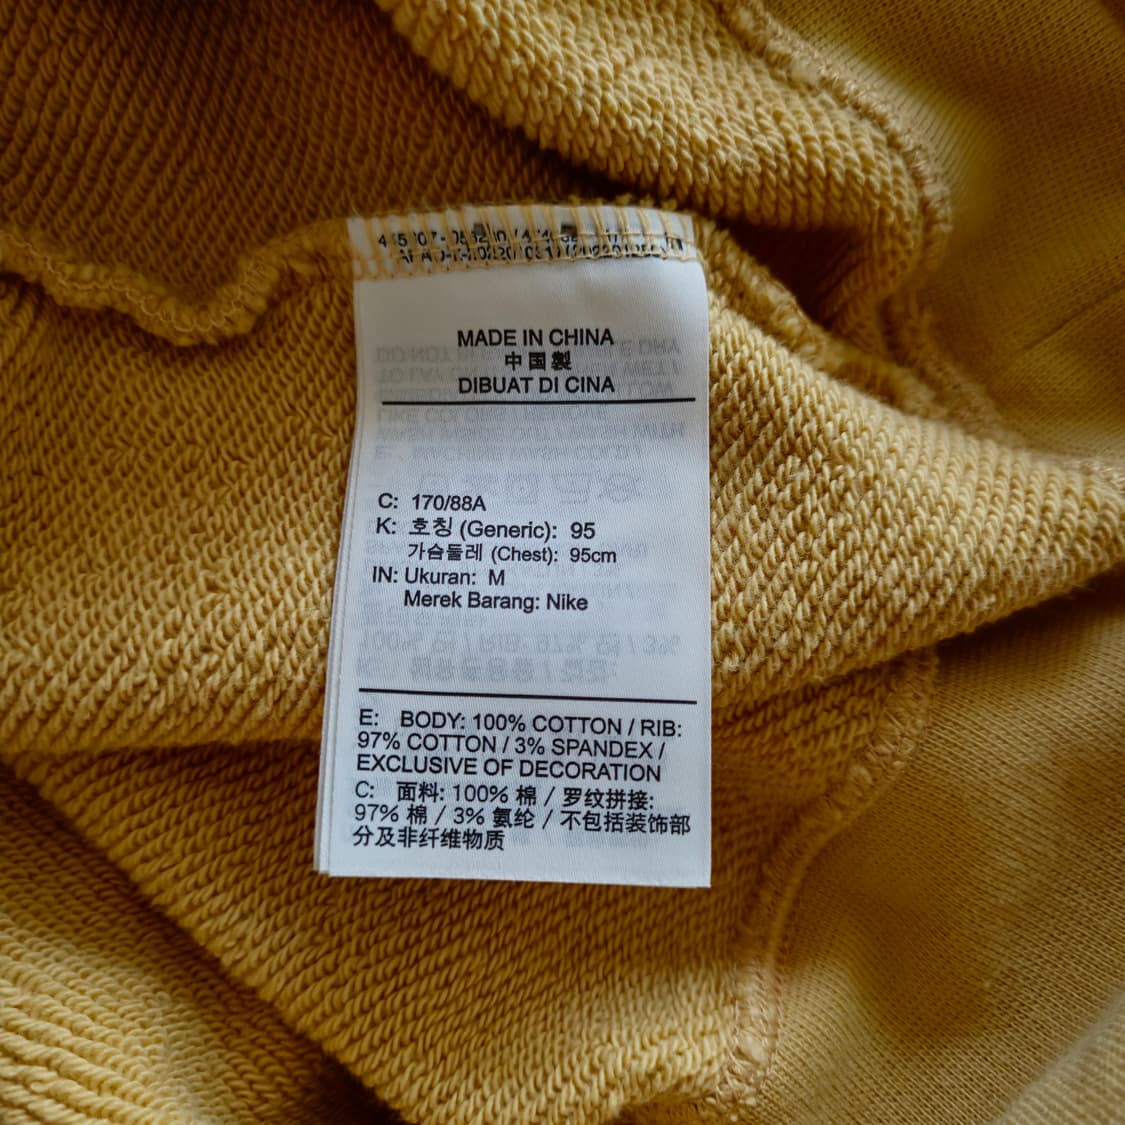 MADE IN CHINA
中国製
DIBUAT DI CINA
C: 170/88A
K: 호칭 (Generic): 95
가슴둘레 (Chest): 95cm
IN: Ukuran: M
Merek Barang: Nike
E: BODY: 100% COTTON / RIB:
97% COTTON / 3% SPANDEX /
EXCLUSIVE OF DECORATION
C: 面料: 100% 棉 / 罗纹拼接:
97% 棉 / 3% 氨纶 / 不包括装饰部
分及非纤维物质